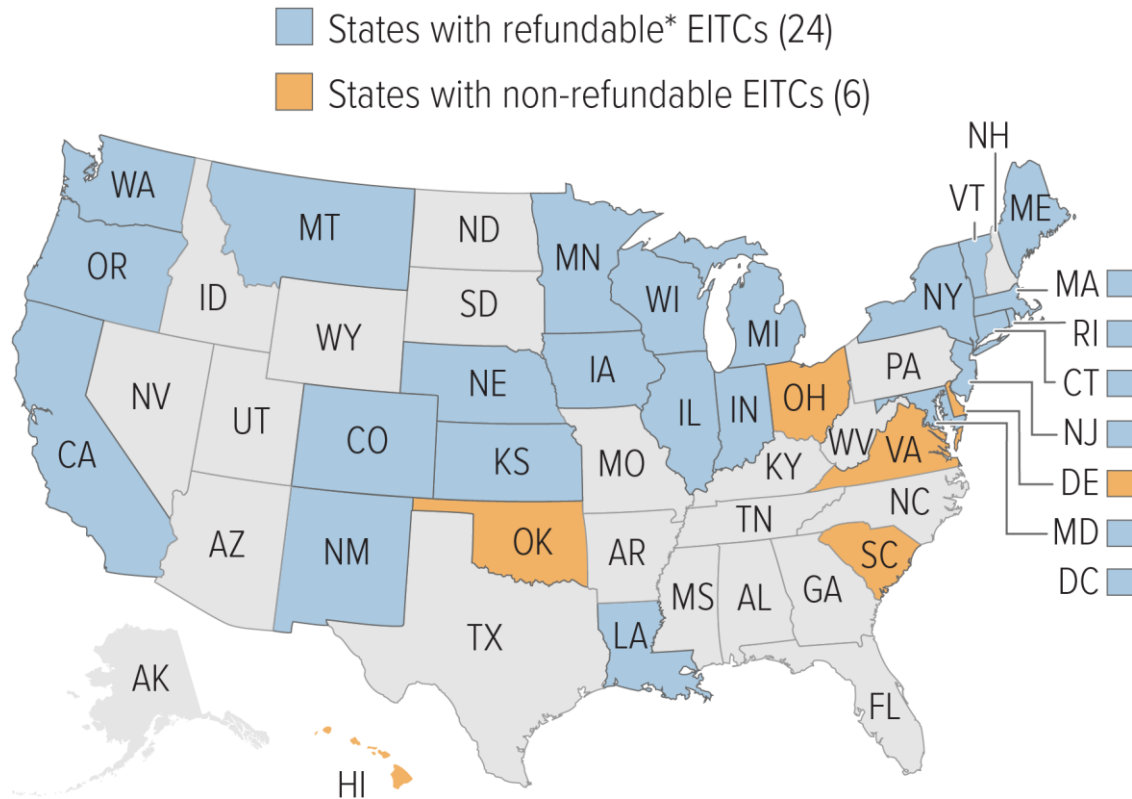 States with refundable* EITCs (24)
States with non-refundable EITCs (6)
NH
VT
ME
WA
MT
ND
MN
OR
ID
SD
WI
NY
MA
WY
MI
RI
NV
NE
IA
PA
CT
UT
IL
IN
OH
NJ
CA
CO
KS
MO
WV
VA
KY
DE
NC
AZ
NM
OK
AR
TN
SC
MD
MS
AL
GA
DC
TX
LA
AK
FL
HI